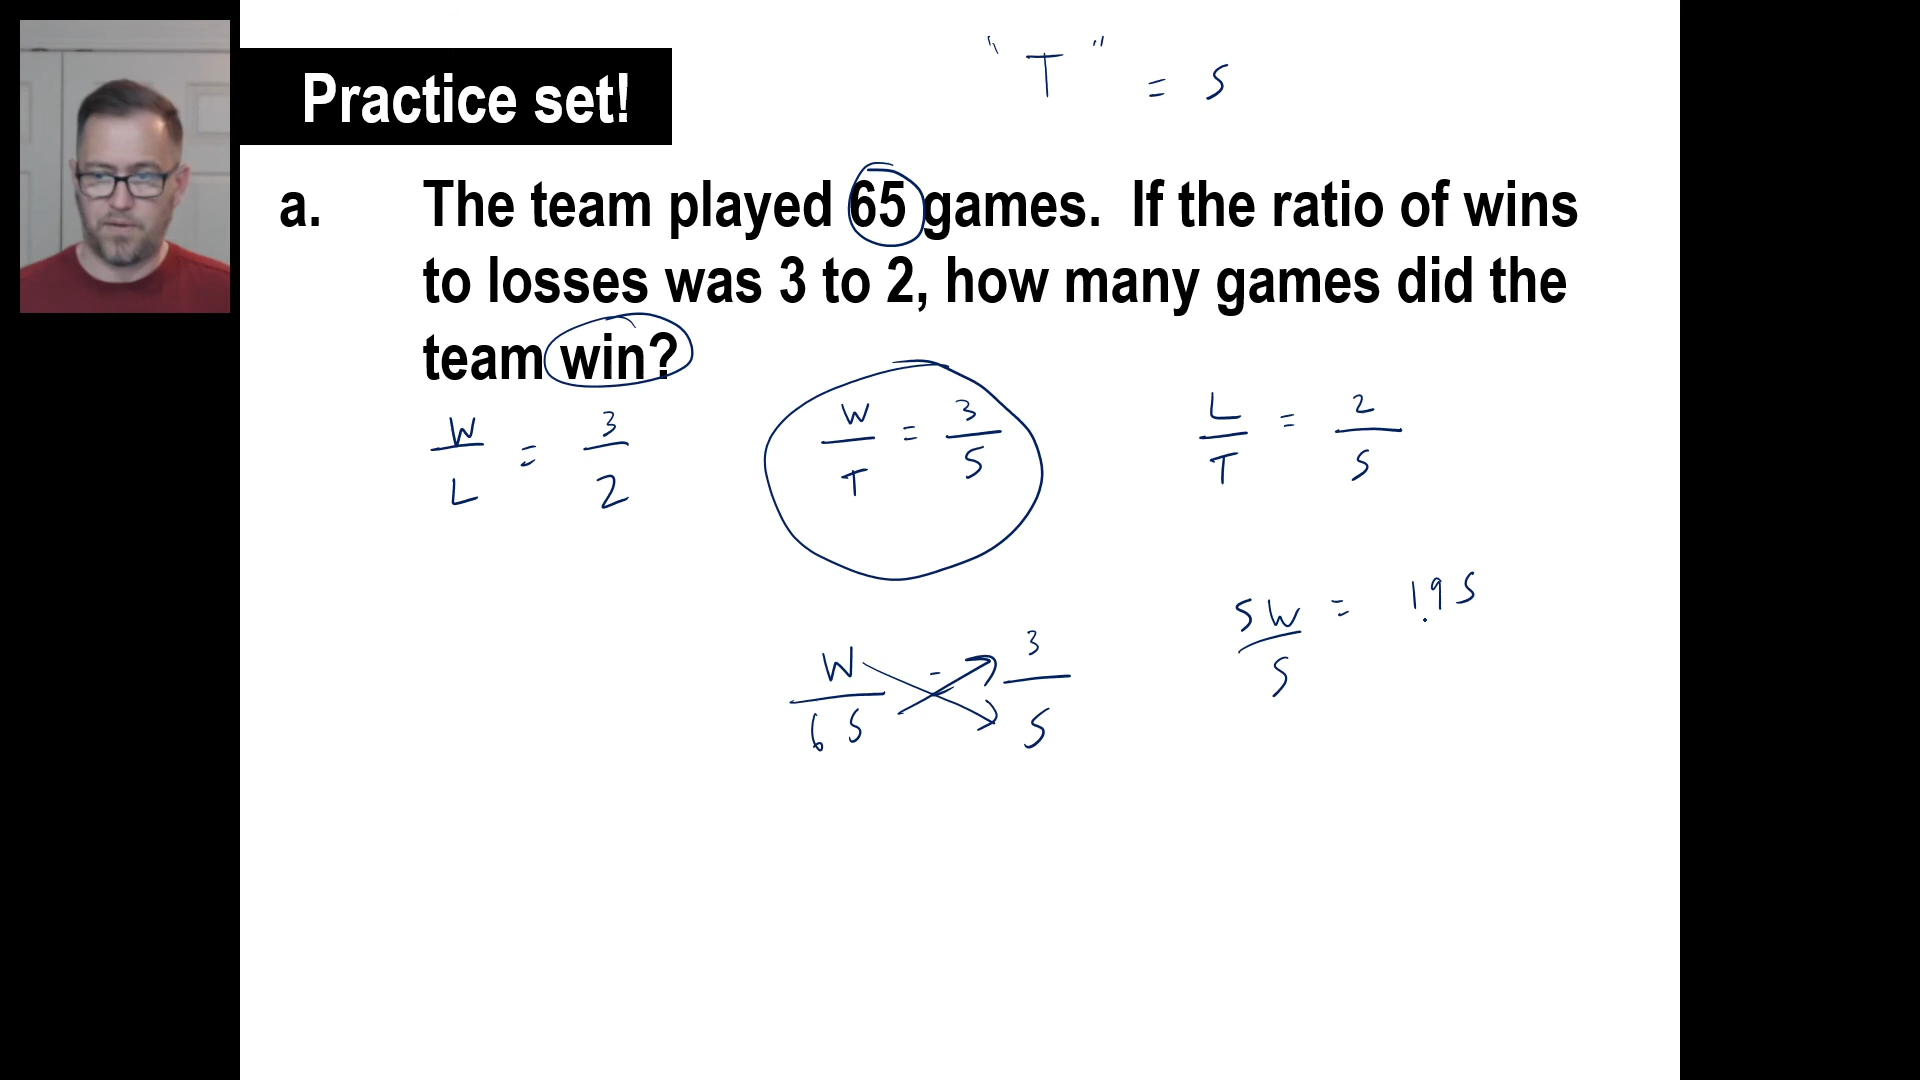 "T" = 5
Practice set!
a. The team played 65 games. If the ratio of wins
to losses was 3 to 2, how many games did the
team win?
W/L = 3/2
W/T = 3/5
L/T = 2/5
W/65 = 3/5
5W/5 = 195